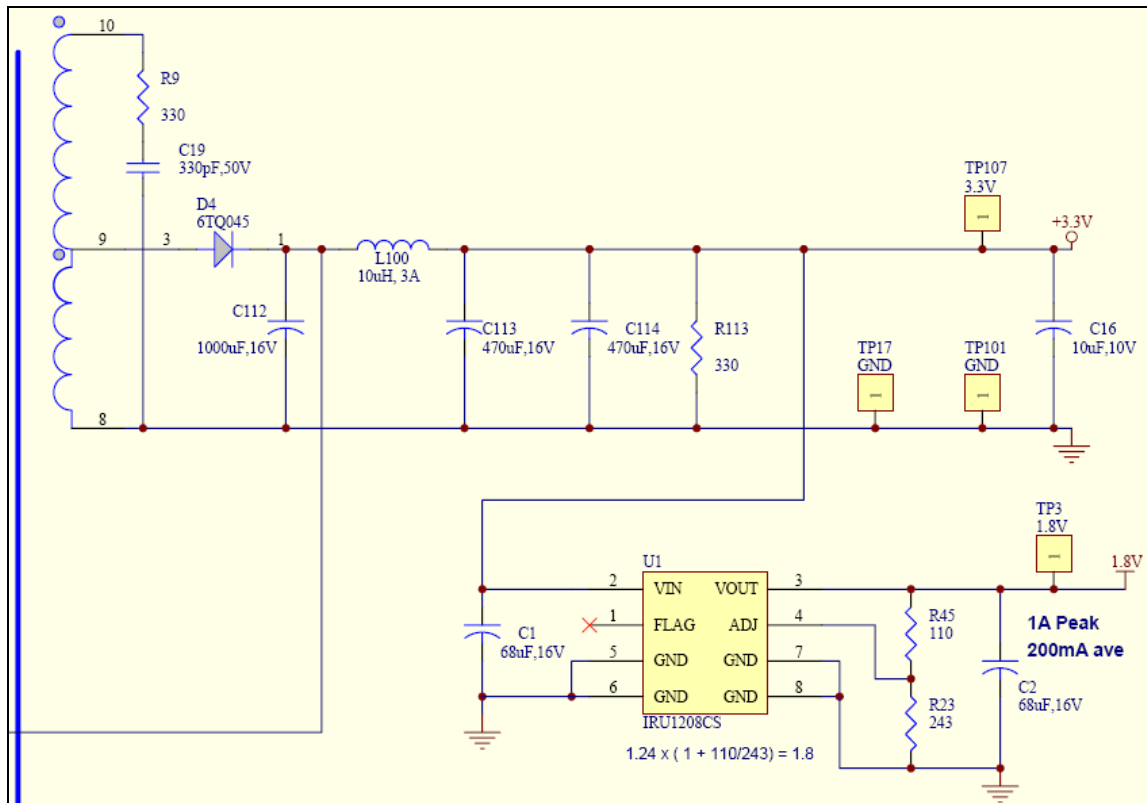 10
R9
330
C19
330pF,50V
D4
6TQ045
9
3
1
L100
10uH, 3A
C112
1000uF,16V
C113
470uF,16V
C114
470uF,16V
R113
330
TP107
3.3V
1
+3.3V
C16
10uF,10V
TP17
GND
1
TP101
GND
1
8
U1
2
VIN
VOUT
3
1
FLAG
ADJ
4
5
GND
GND
7
6
GND
GND
8
IRU1208CS
C1
68uF,16V
R45
110
R23
243
TP3
1.8V
1
1.8V
1A Peak
200mA ave
C2
68uF,16V
1.24 x ( 1 + 110/243) = 1.8